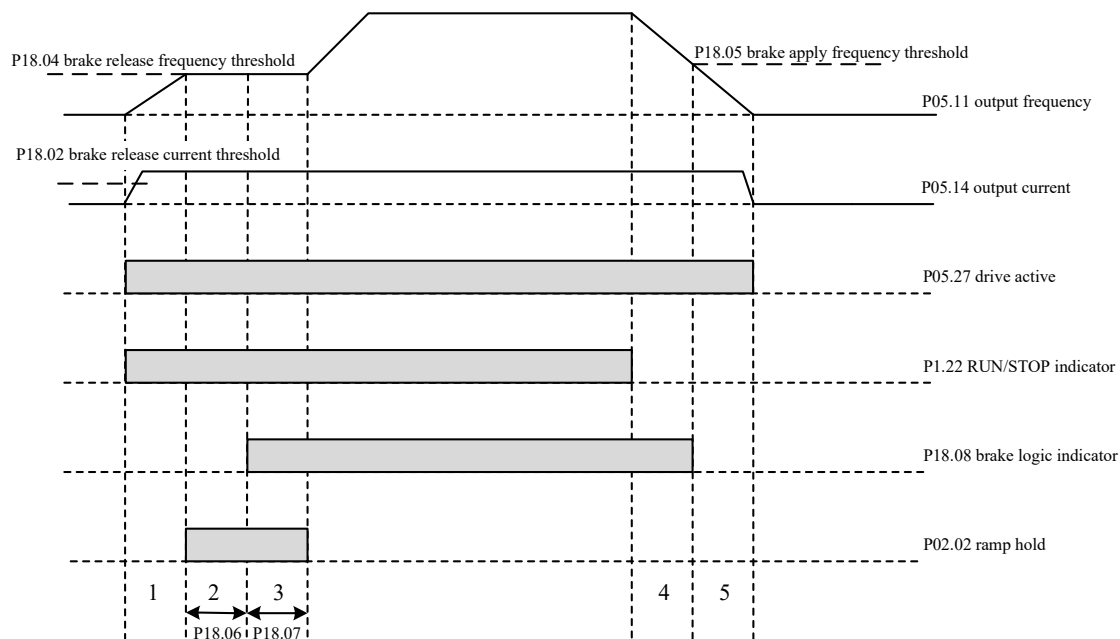 P18.04 brake release frequency threshold
P18.05 brake apply frequency threshold
P05.11 output frequency
P18.02 brake release current threshold
P05.14 output current
P05.27 drive active
P1.22 RUN/STOP indicator
P18.08 brake logic indicator
P02.02 ramp hold
1 2 3 4 5
P18.06 P18.07